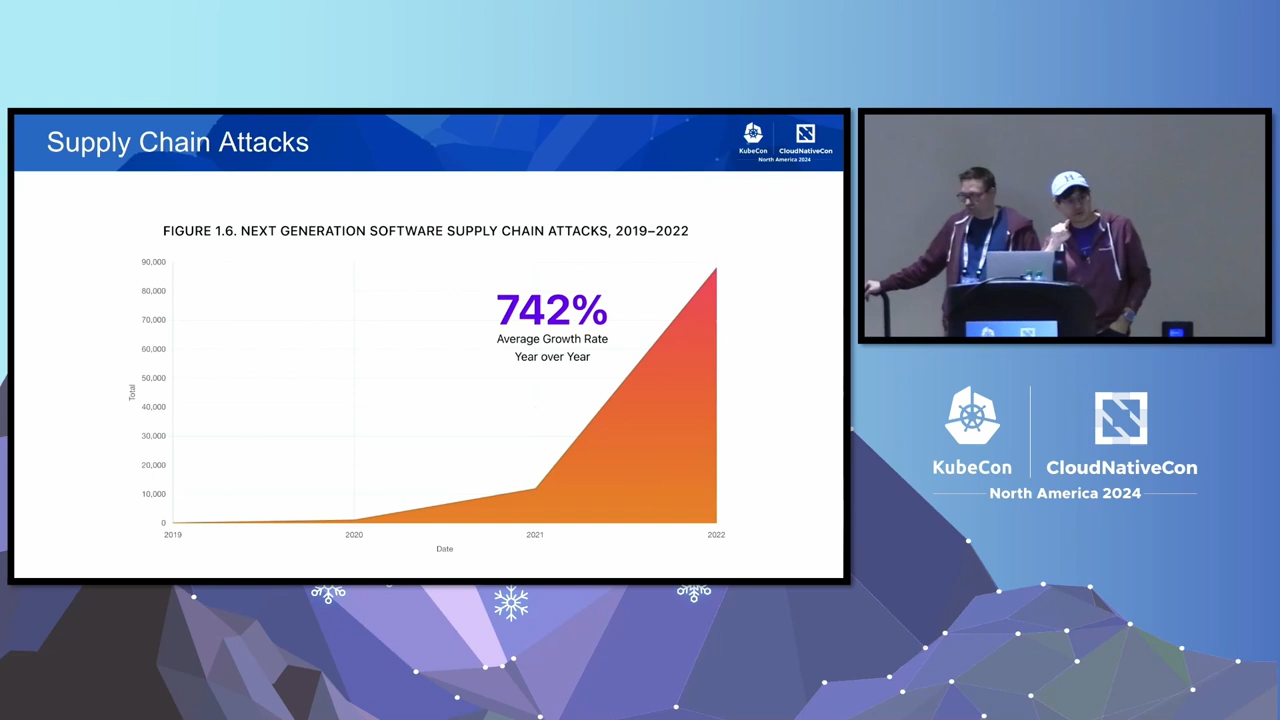 Supply Chain Attacks
KubeCon
CloudNativeCon
North America 2024
FIGURE 1.6. NEXT GENERATION SOFTWARE SUPPLY CHAIN ATTACKS, 2019–2022
90,000
80,000
70,000
60,000
50,000
40,000
30,000
20,000
10,000
0
Total
742%
Average Growth Rate
Year over Year
2019
2020
2021
2022
Date
KubeCon
CloudNativeCon
North America 2024